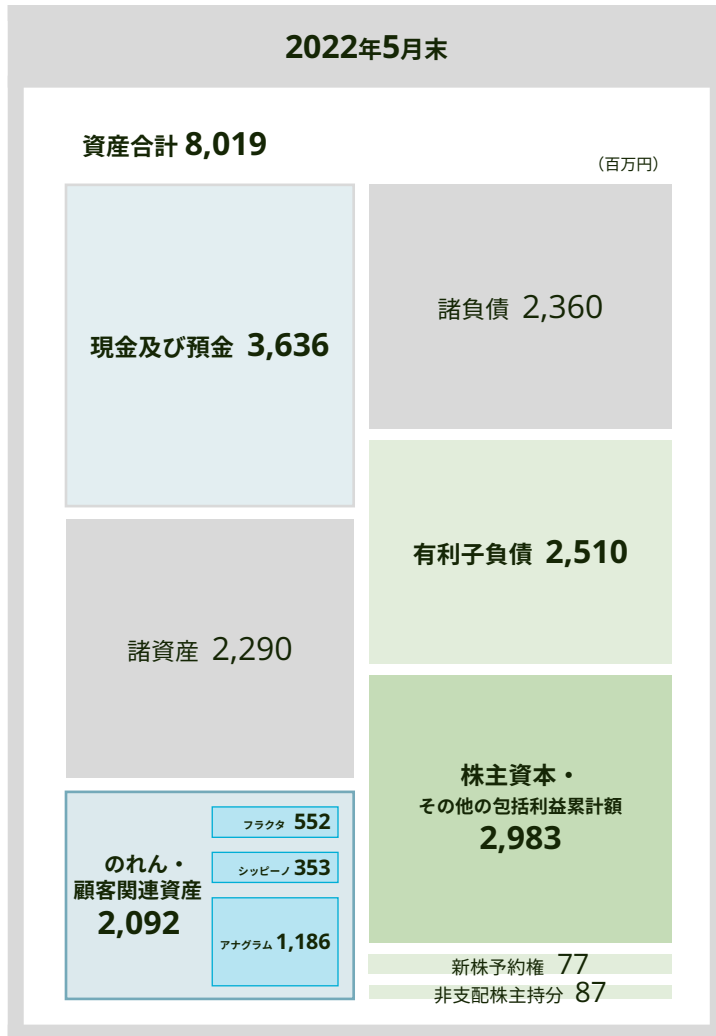 2022年5月末
資産合計 8,019
（百万円）
現金及び預金 3,636
諸資産 2,290
のれん・
顧客関連資産
2,092
フラクタ 552
シッピーノ 353
アナグラム 1,186
諸負債 2,360
有利子負債 2,510
株主資本・
その他の包括利益累計額
2,983
新株予約権 77
非支配株主持分 87